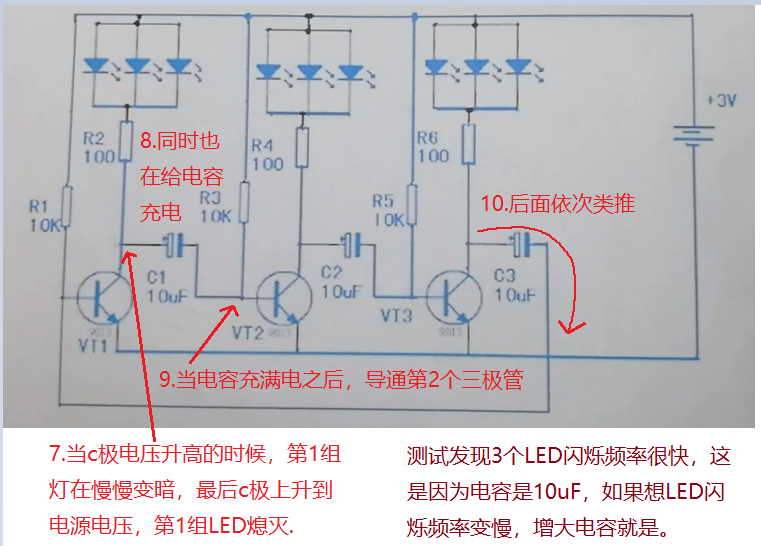 +3V
R2
100
8.同时也
在给电容
充电
R4
100
R6
100
R1
10K
R3
10K
R5
10K
10.后面依次类推
C1
10uF
C2
10uF
C3
10uF
9013
VT1
VT2
9013
VT3
9013
9.当电容充满电之后，导通第2个三极管
7.当c极电压升高的时候，第1组
灯在慢慢变暗，最后c极上升到
电源电压，第1组LED熄灭.
测试发现3个LED闪烁频率很快，这
是因为电容是10uF，如果想LED闪
烁频率变慢，增大电容就是。